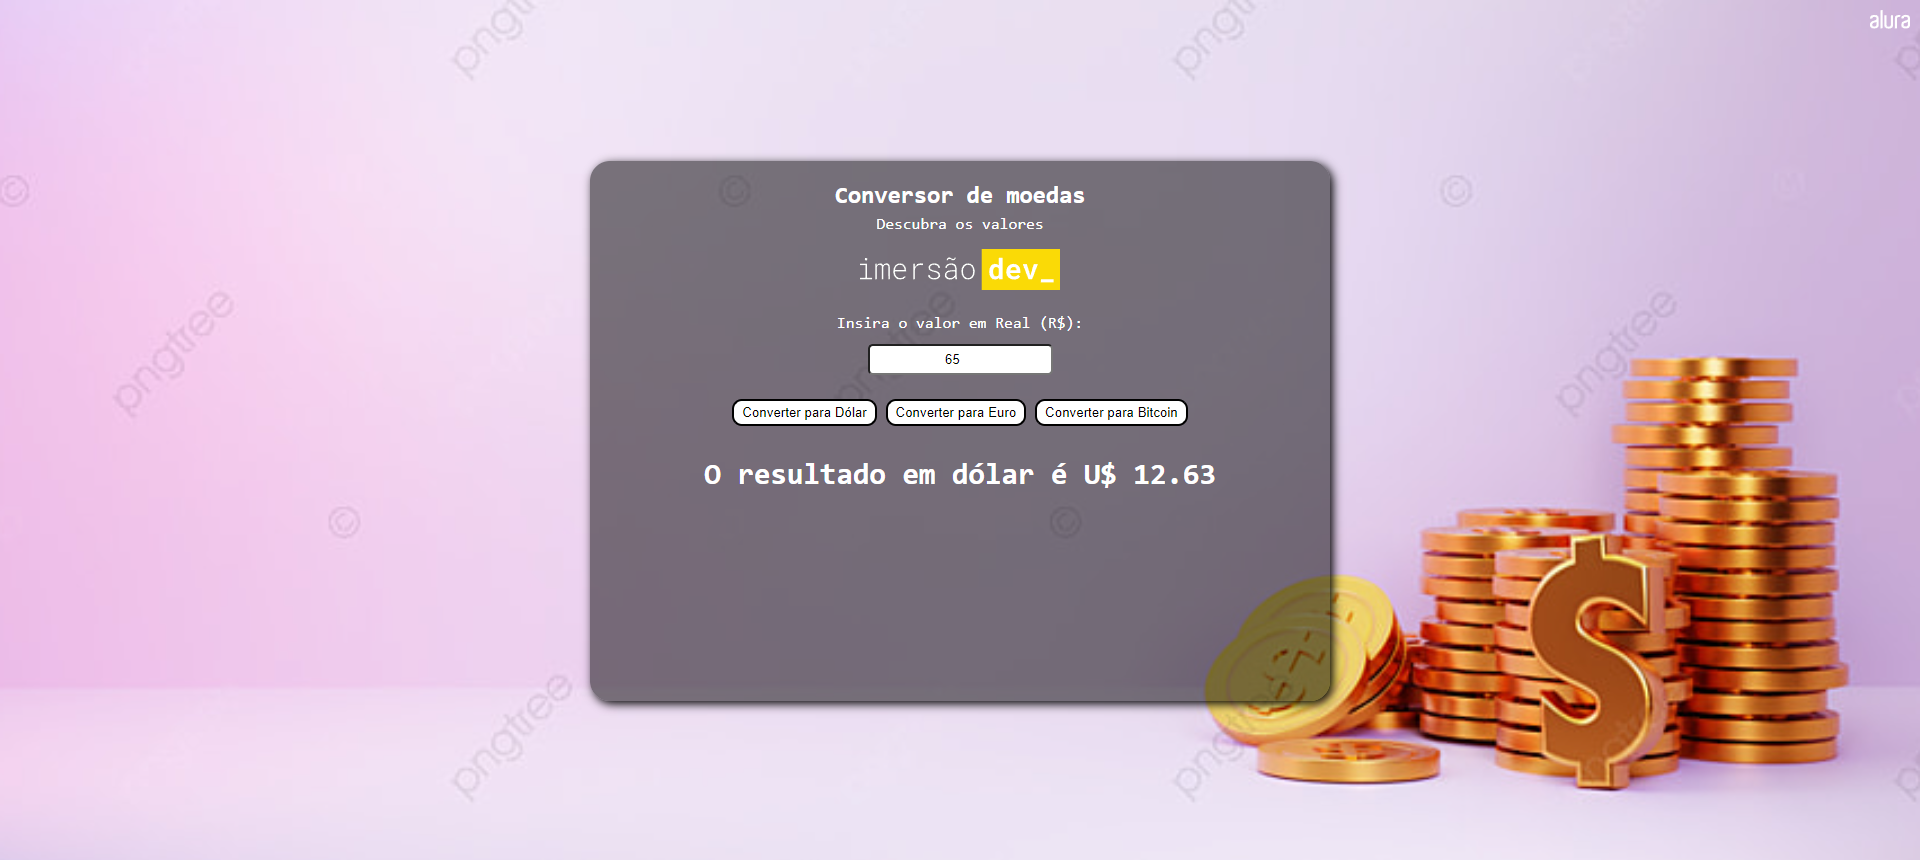 alura
Conversor de moedas
Descubra os valores
imersão dev_
Insira o valor em Real (R$):
65
Converter para Dólar Converter para Euro Converter para Bitcoin
O resultado em dólar é U$ 12.63
pngtree
pngtree
pngtree
pngtree
pngtree
pngtree
pngtree